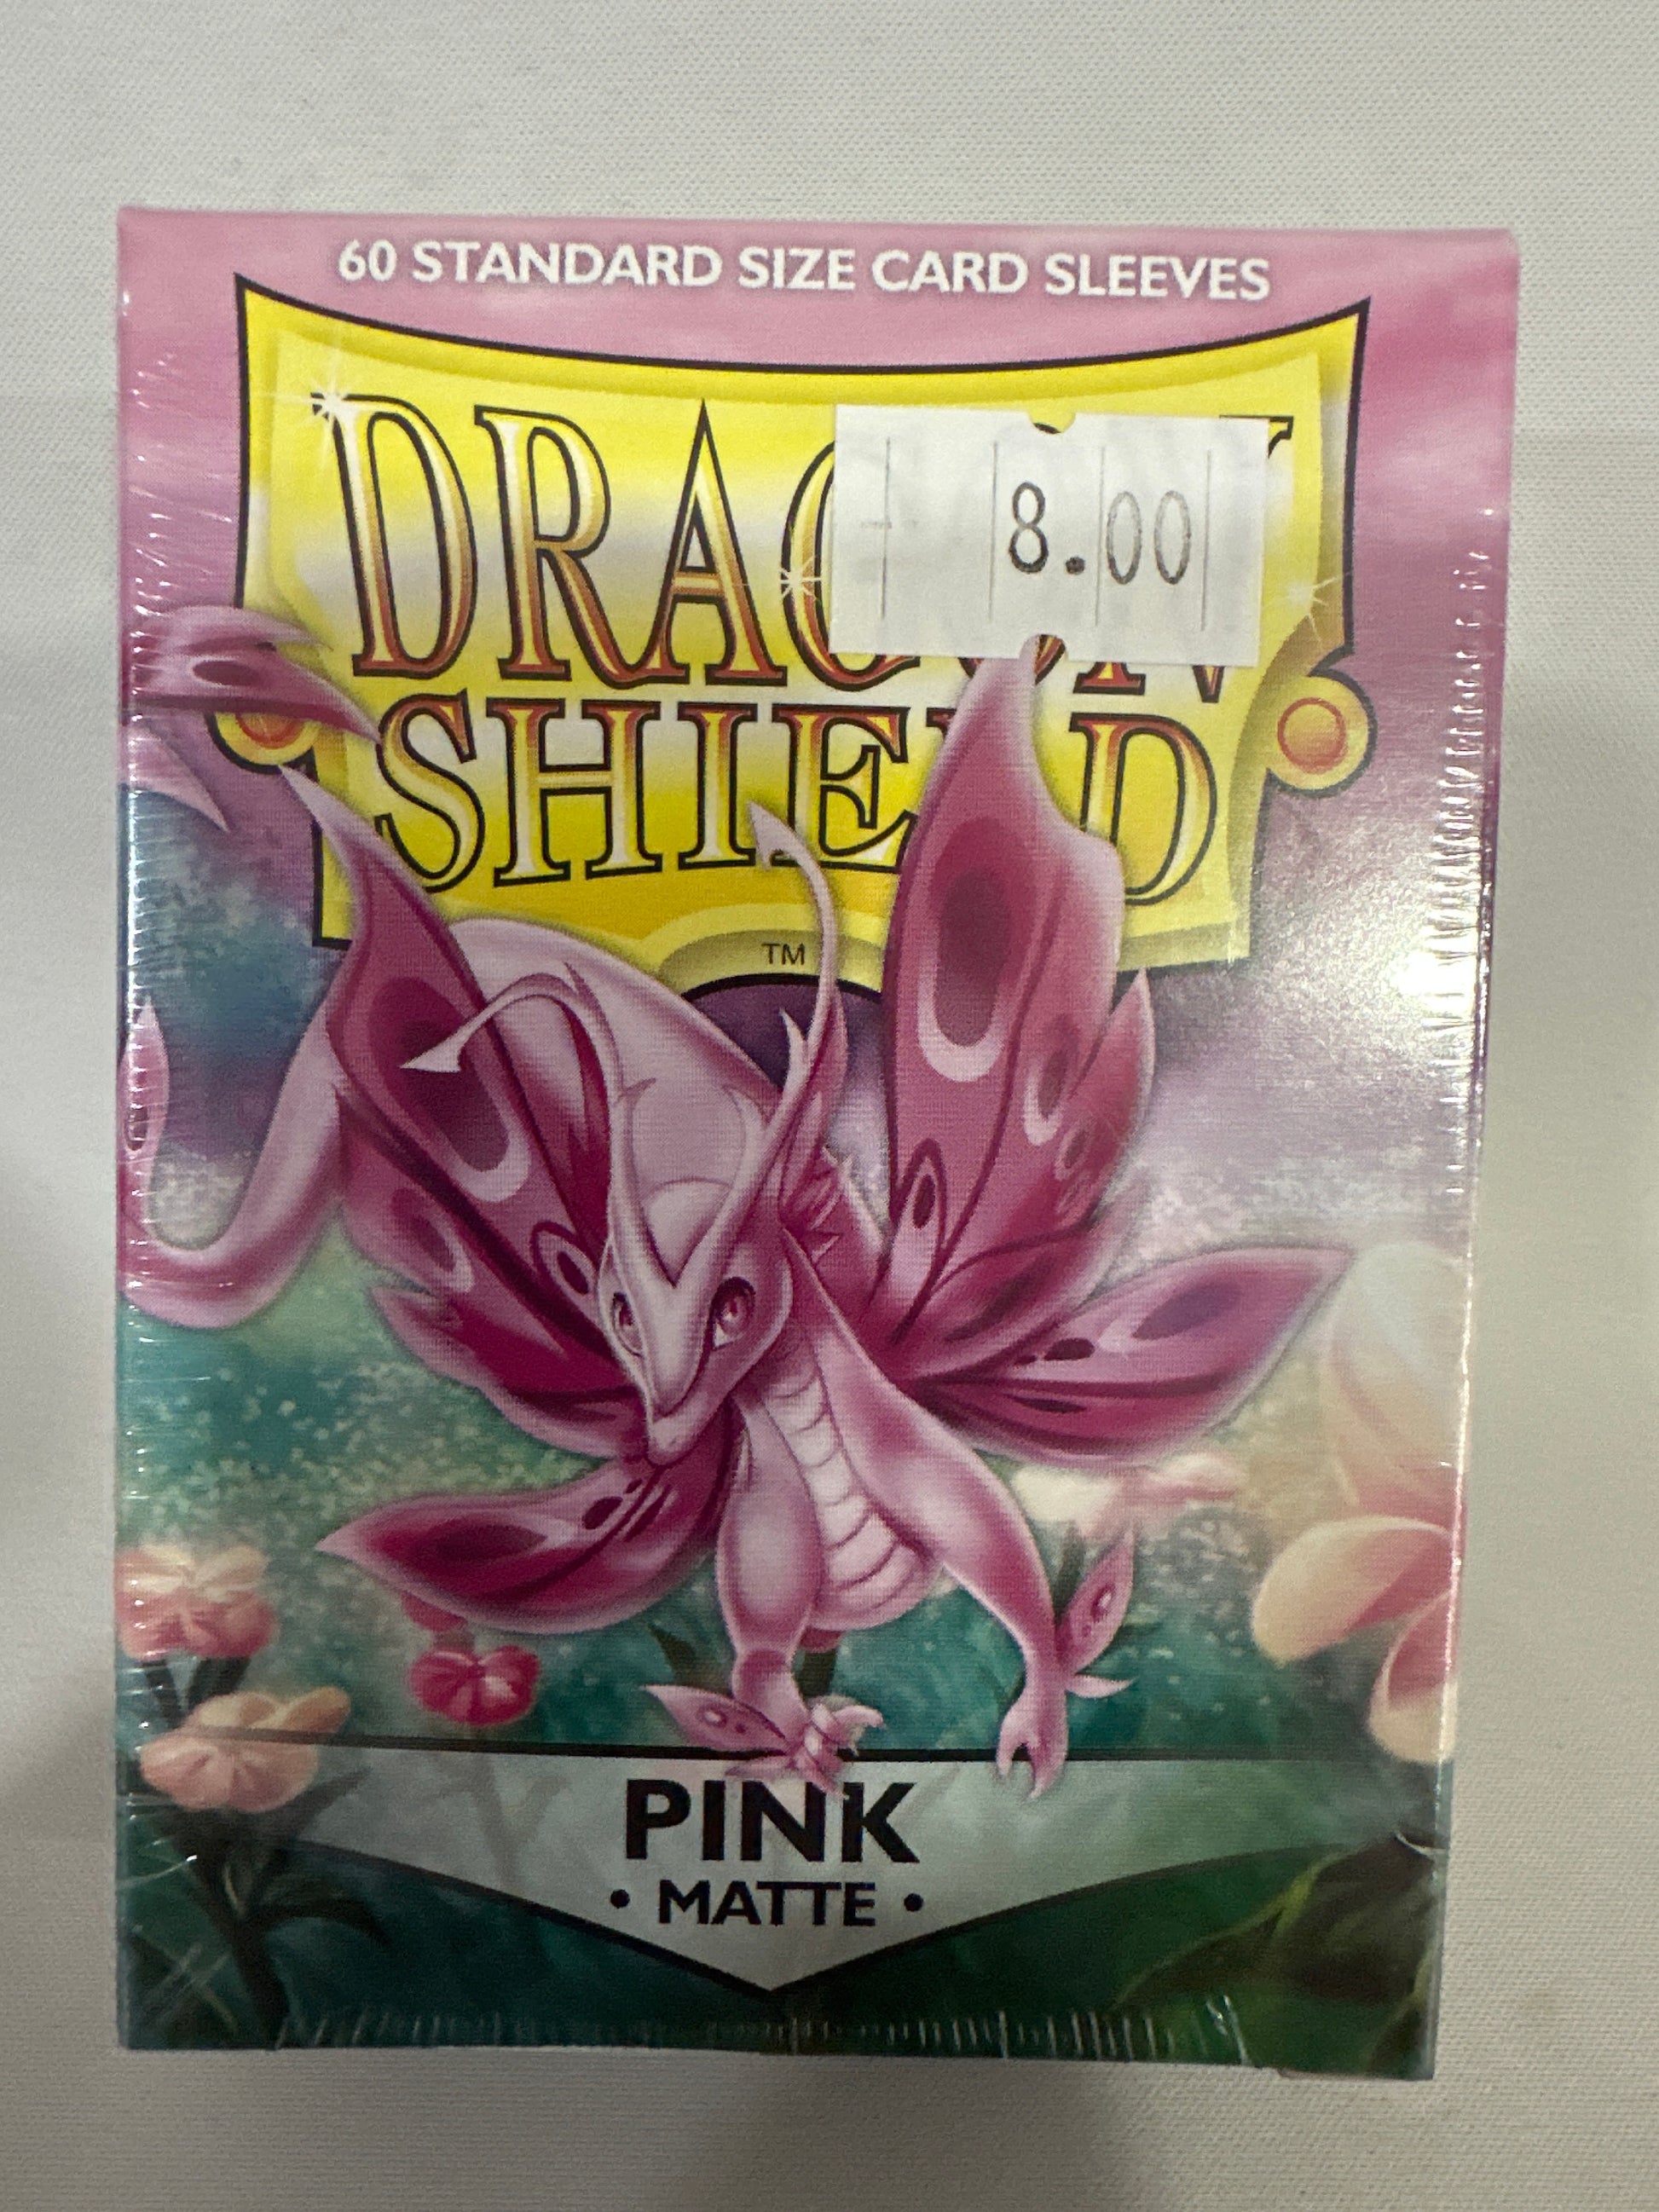 60 STANDARD SIZE CARD SLEEVES
DRAGON
8.00
SHIELD
TM
PINK
• MATTE •